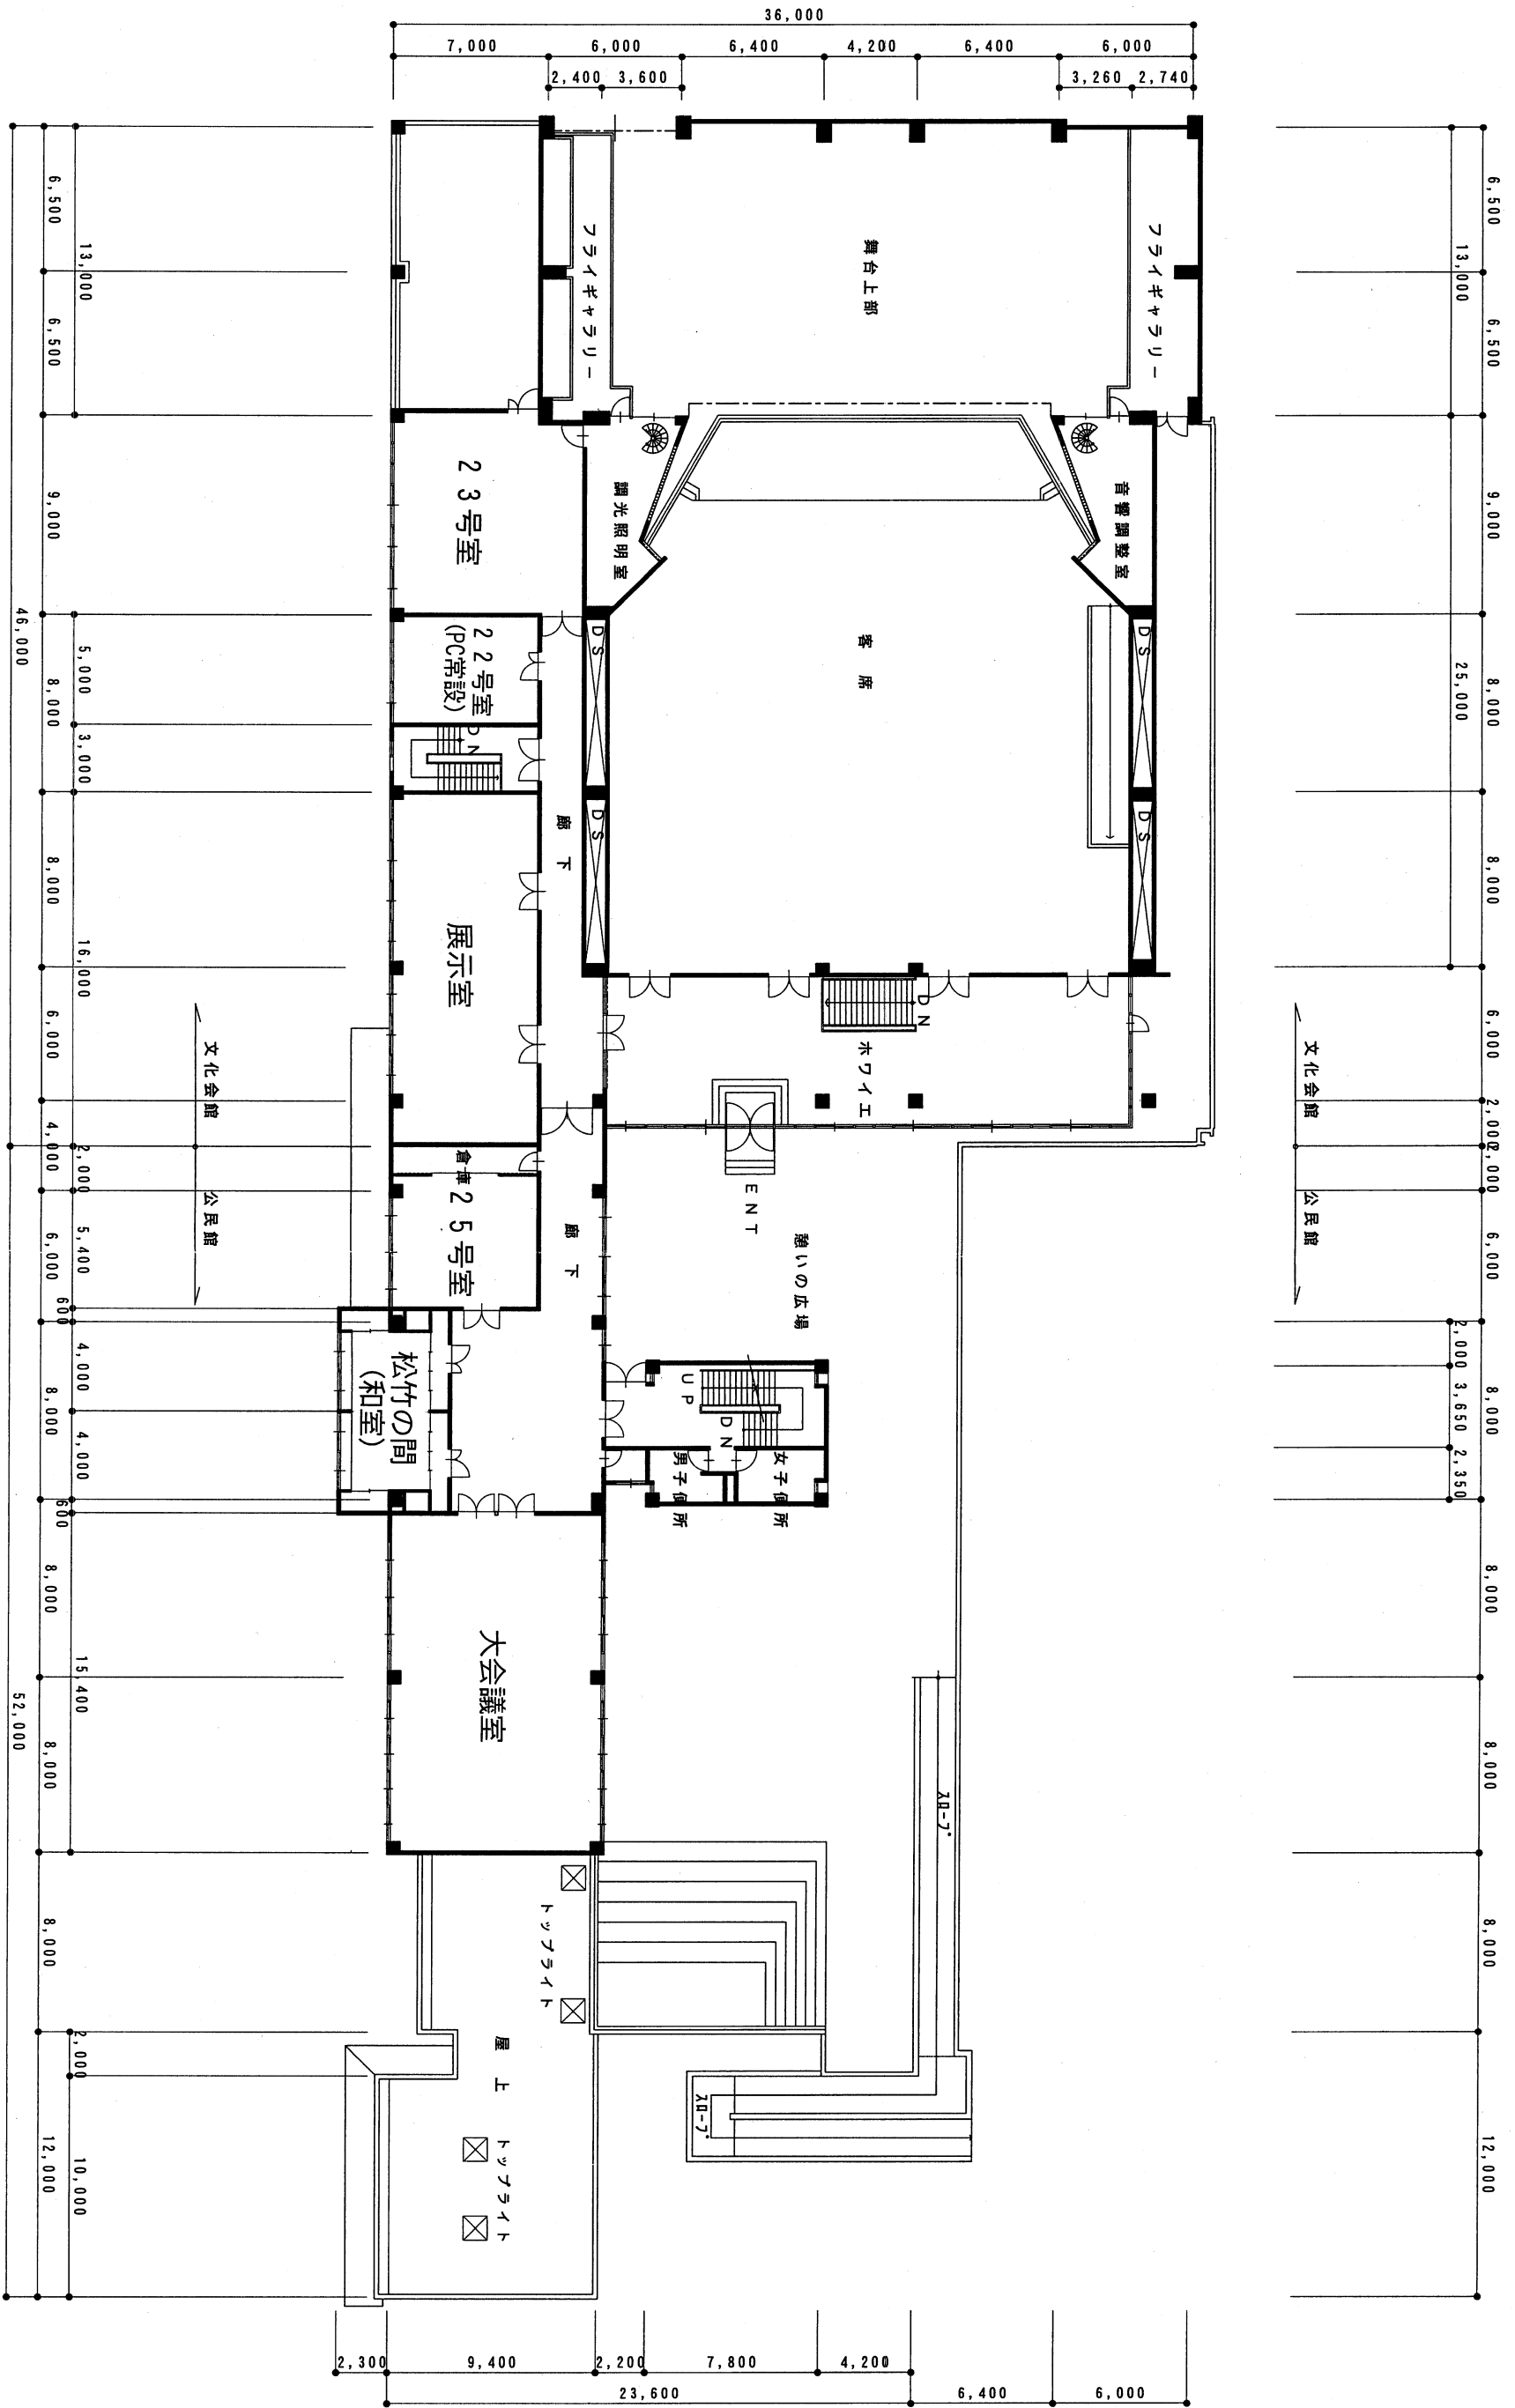 36,000
7,000
6,000
6,400
4,200
6,400
6,000
2,400
3,600
3,260
2,740
6,500
13,000
6,500
9,000
46,000
5,000
8,000
3,000
8,000
16,000
6,000
4,000
2,000
5,400
6,000
600
4,000
8,000
4,000
600
8,000
15,400
52,000
8,000
8,000
2,000
12,000
10,000
6,500
13,000
6,500
9,000
8,000
25,000
8,000
6,000
2,000
2,000
6,000
2,000
3,650
8,000
2,350
8,000
8,000
8,000
12,000
フライギャラリー
舞台上部
フライギャラリー
23号室
調光照明室
音響調整室
22号室
(PC常設)
DS
客席
DS
DN
廊下
DS
DS
展示室
DN
ホワイエ
文化会館
文化会館
公民館
公民館
倉庫
25号室
廊下
ENT
憩いの広場
松竹の間
(和室)
UP
DN
男子便所
女子便所
大会議室
スロープ
トップライト
屋上
スロープ
トップライト
2,300
9,400
2,200
7,800
4,200
23,600
6,400
6,000